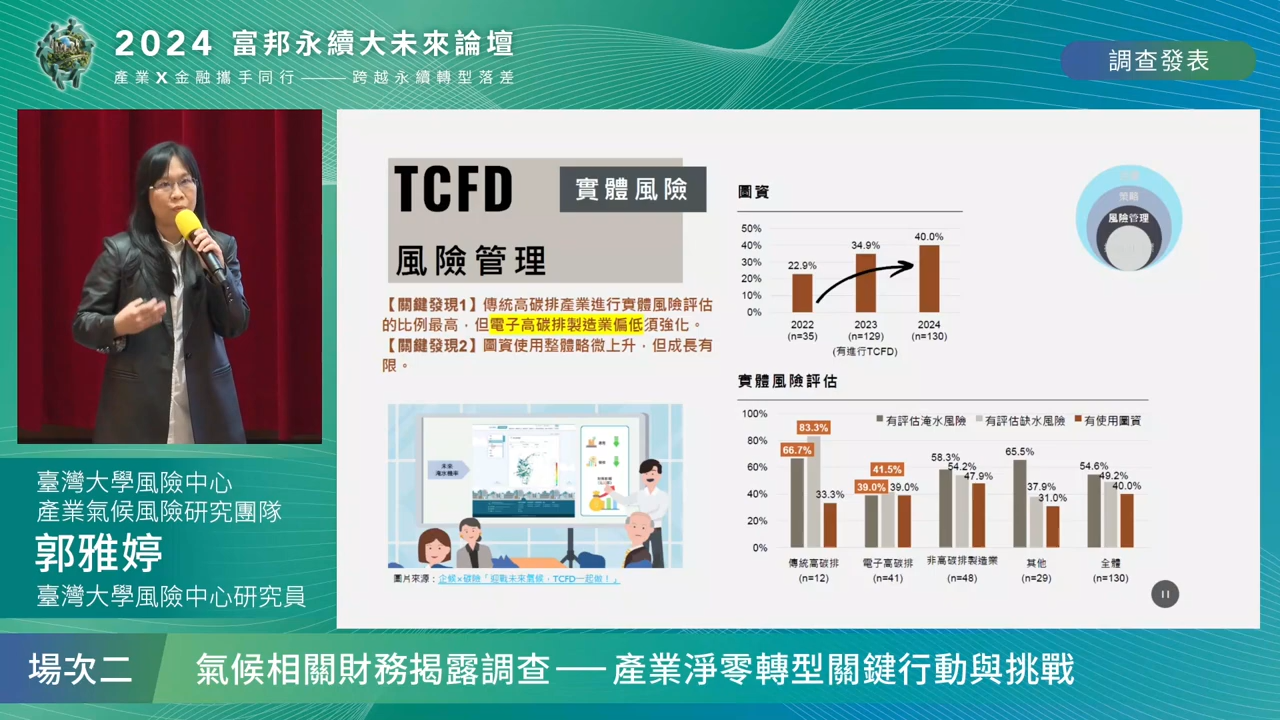 2024 富邦永續大未來論壇
產業X金融攜手同行——跨越永續轉型落差
調查發表
TCFD
實體風險
風險管理
【關鍵發現1】傳統高碳排產業進行實體風險評估
的比例最高，但電子高碳排製造業偏低須強化。
【關鍵發現2】圖資使用整體略微上升，但成長有
限。
未來
淹水機率
圖片來源：企候×碳險「迎戰未來氣候，TCFD一起做！」
圖資
50%
40%
30%
20%
10%
0%
22.9%
34.9%
40.0%
2022
(n=35)
2023
(n=129)
2024
(n=130)
(有進行TCFD)
策略
風險管理
實體風險評估
有評估淹水風險
有評估缺水風險
有使用圖資
100%
80%
60%
40%
20%
0%
66.7%
83.3%
33.3%
39.0%
41.5%
39.0%
58.3%
54.2%
47.9%
65.5%
37.9%
31.0%
54.6%
49.2%
40.0%
傳統高碳排
(n=12)
電子高碳排
(n=41)
非高碳排製造業
(n=48)
其他
(n=29)
全體
(n=130)
臺灣大學風險中心
產業氣候風險研究團隊
郭雅婷
臺灣大學風險中心研究員
場次二
氣候相關財務揭露調查——產業淨零轉型關鍵行動與挑戰